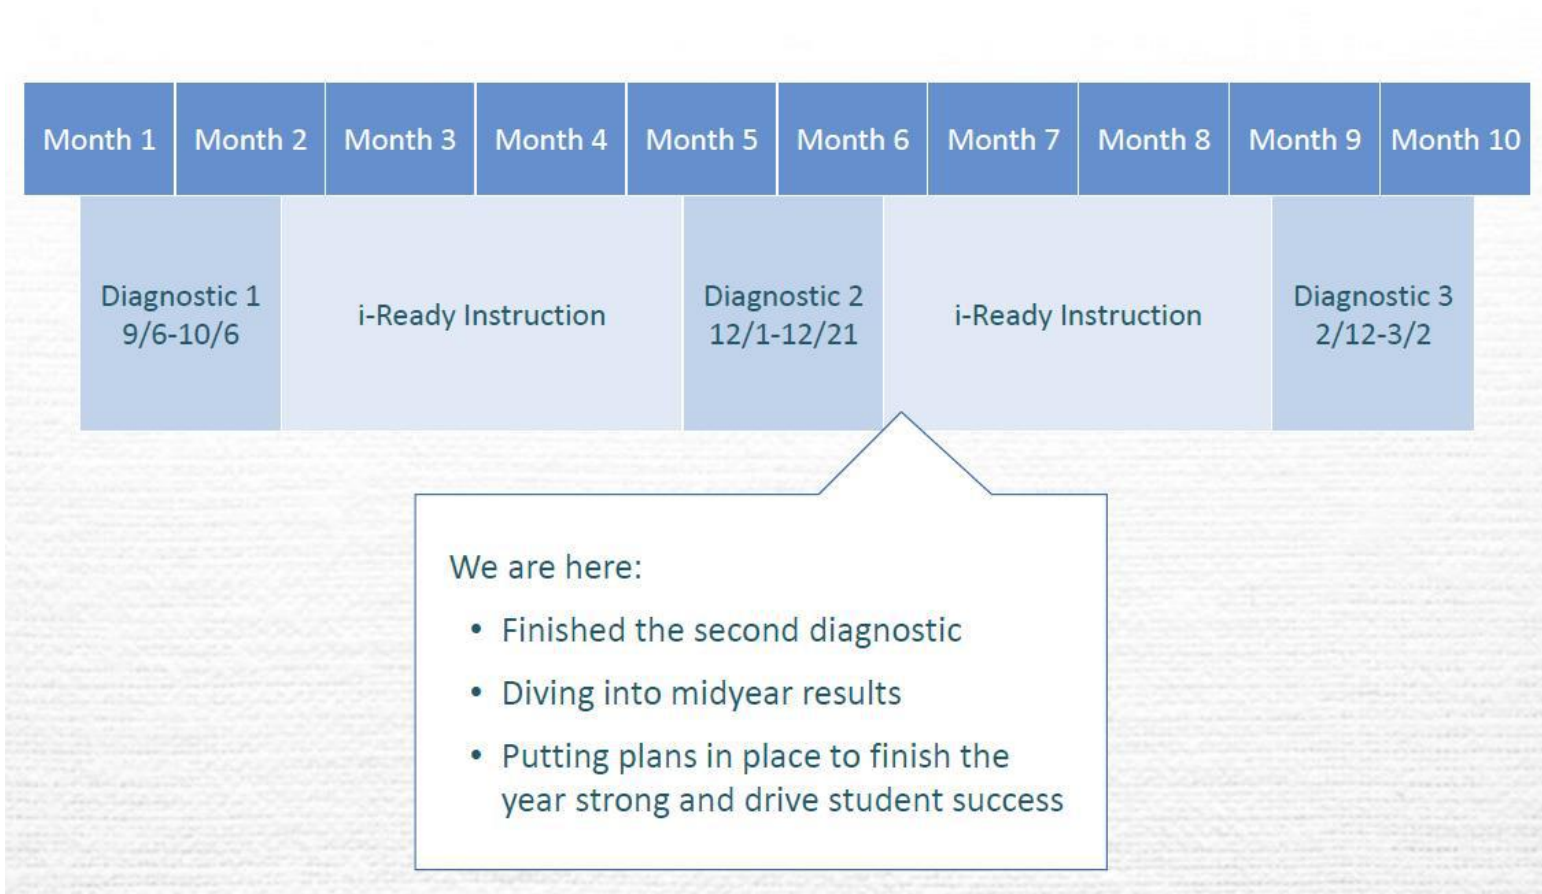 Month 1 Month 2 Month 3 Month 4 Month 5 Month 6 Month 7 Month 8 Month 9 Month 10
Diagnostic 1
9/6-10/6
i-Ready Instruction
Diagnostic 2
12/1-12/21
i-Ready Instruction
Diagnostic 3
2/12-3/2
We are here:
• Finished the second diagnostic
• Diving into midyear results
• Putting plans in place to finish the
year strong and drive student success